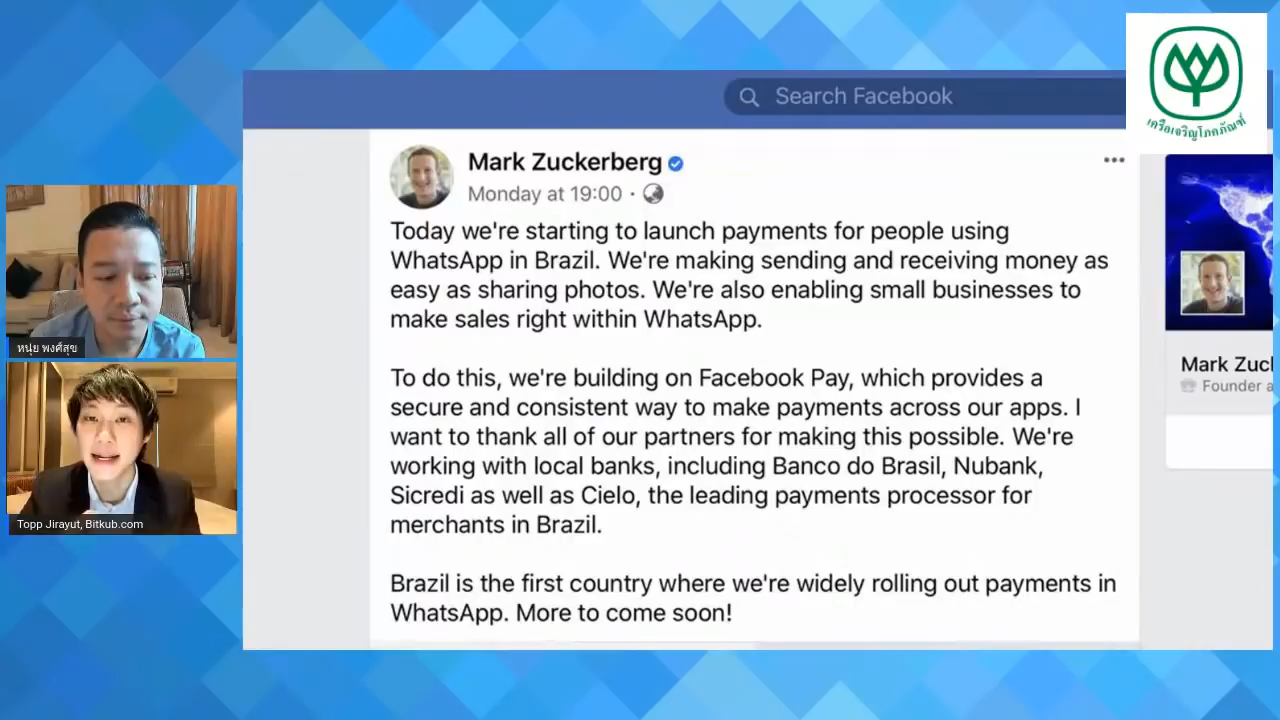 เครือเจริญโภคภัณฑ์
Search Facebook
Mark Zuckerberg
Monday at 19:00 ·
Today we're starting to launch payments for people using
WhatsApp in Brazil. We're making sending and receiving money as
easy as sharing photos. We're also enabling small businesses to
make sales right within WhatsApp.
To do this, we're building on Facebook Pay, which provides a
secure and consistent way to make payments across our apps. I
want to thank all of our partners for making this possible. We're
working with local banks, including Banco do Brasil, Nubank,
Sicredi as well as Cielo, the leading payments processor for
merchants in Brazil.
Brazil is the first country where we're widely rolling out payments in
WhatsApp. More to come soon!
Mark Zuc
Founder a
หนุ่ย พงศ์สุข
Topp Jirayut, Bitkub.com